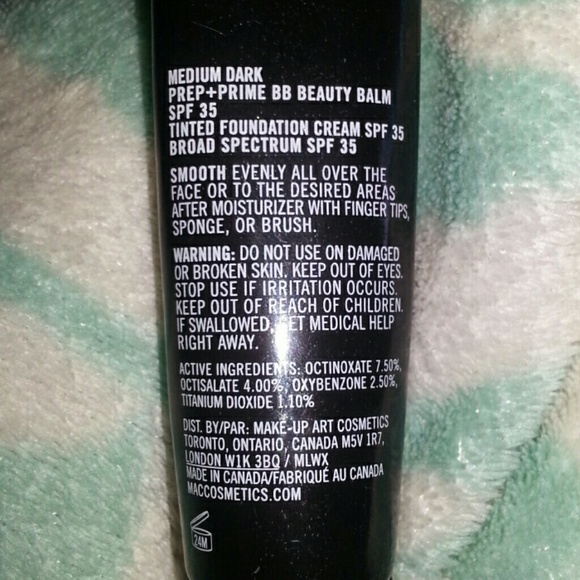 MEDIUM DARK
PREP+PRIME BB BEAUTY BALM
SPF 35
TINTED FOUNDATION CREAM SPF 35
BROAD SPECTRUM SPF 35
SMOOTH EVENLY ALL OVER THE
FACE OR TO THE DESIRED AREAS
AFTER MOISTURIZER WITH FINGER TIPS,
SPONGE, OR BRUSH.
WARNING: DO NOT USE ON DAMAGED
OR BROKEN SKIN. KEEP OUT OF EYES.
STOP USE IF IRRITATION OCCURS.
KEEP OUT OF REACH OF CHILDREN.
IF SWALLOWED, GET MEDICAL HELP
RIGHT AWAY.
ACTIVE INGREDIENTS: OCTINOXATE 7.50%,
OCTISALATE 4.00%, OXYBENZONE 2.50%,
TITANIUM DIOXIDE 1.10%
DIST. BY/PAR: MAKE-UP ART COSMETICS
TORONTO, ONTARIO, CANADA M5V 1R7,
LONDON W1K 3BQ / MLWX
MADE IN CANADA/FABRIQUÉ AU CANADA
MACCOSMETICS.COM
24M